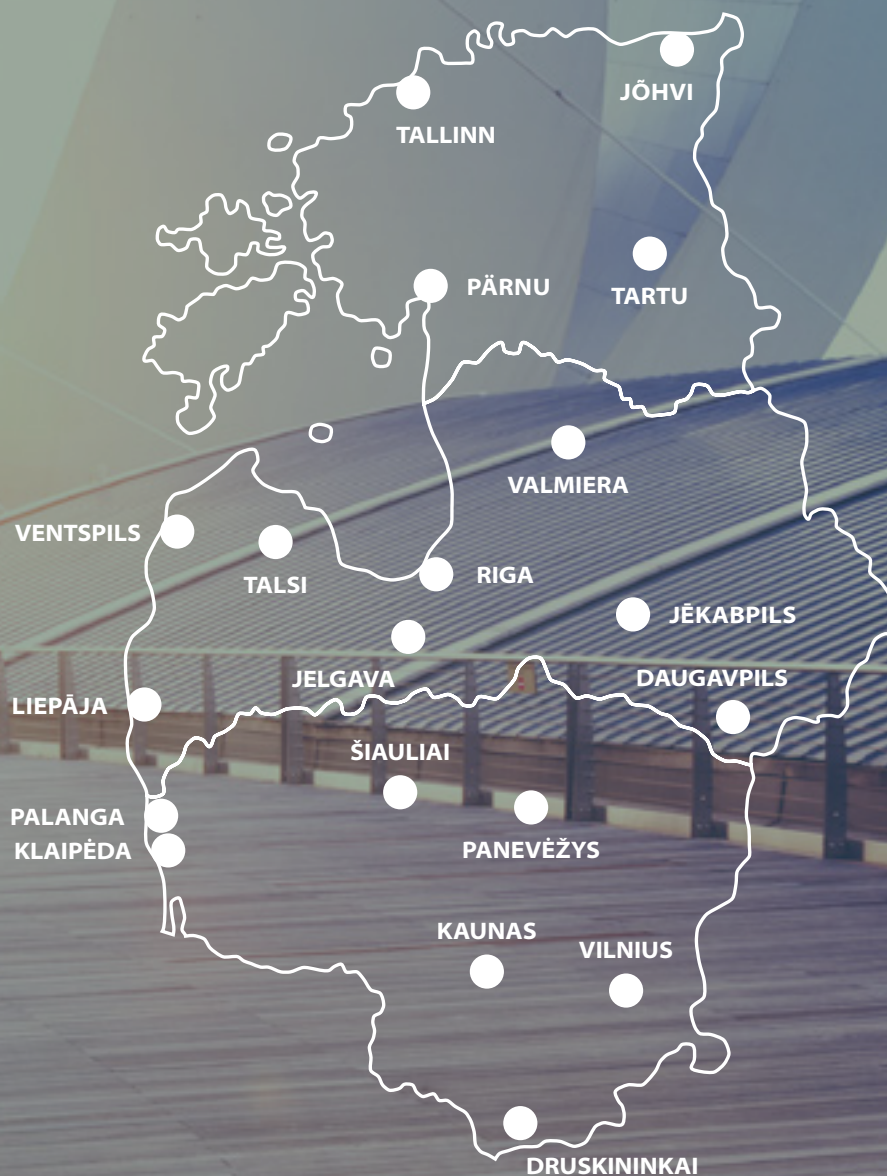 JÕHVI
TALLINN
PÄRNU
TARTU
VALMIERA
VENTSPILS
TALSI
RIGA
JĒKABPILS
JELGAVA
DAUGAVPILS
LIEPĀJA
ŠIAULIAI
PALANGA
KLAIPĖDA
PANEVĖŽYS
KAUNAS
VILNIUS
DRUSKININKAI